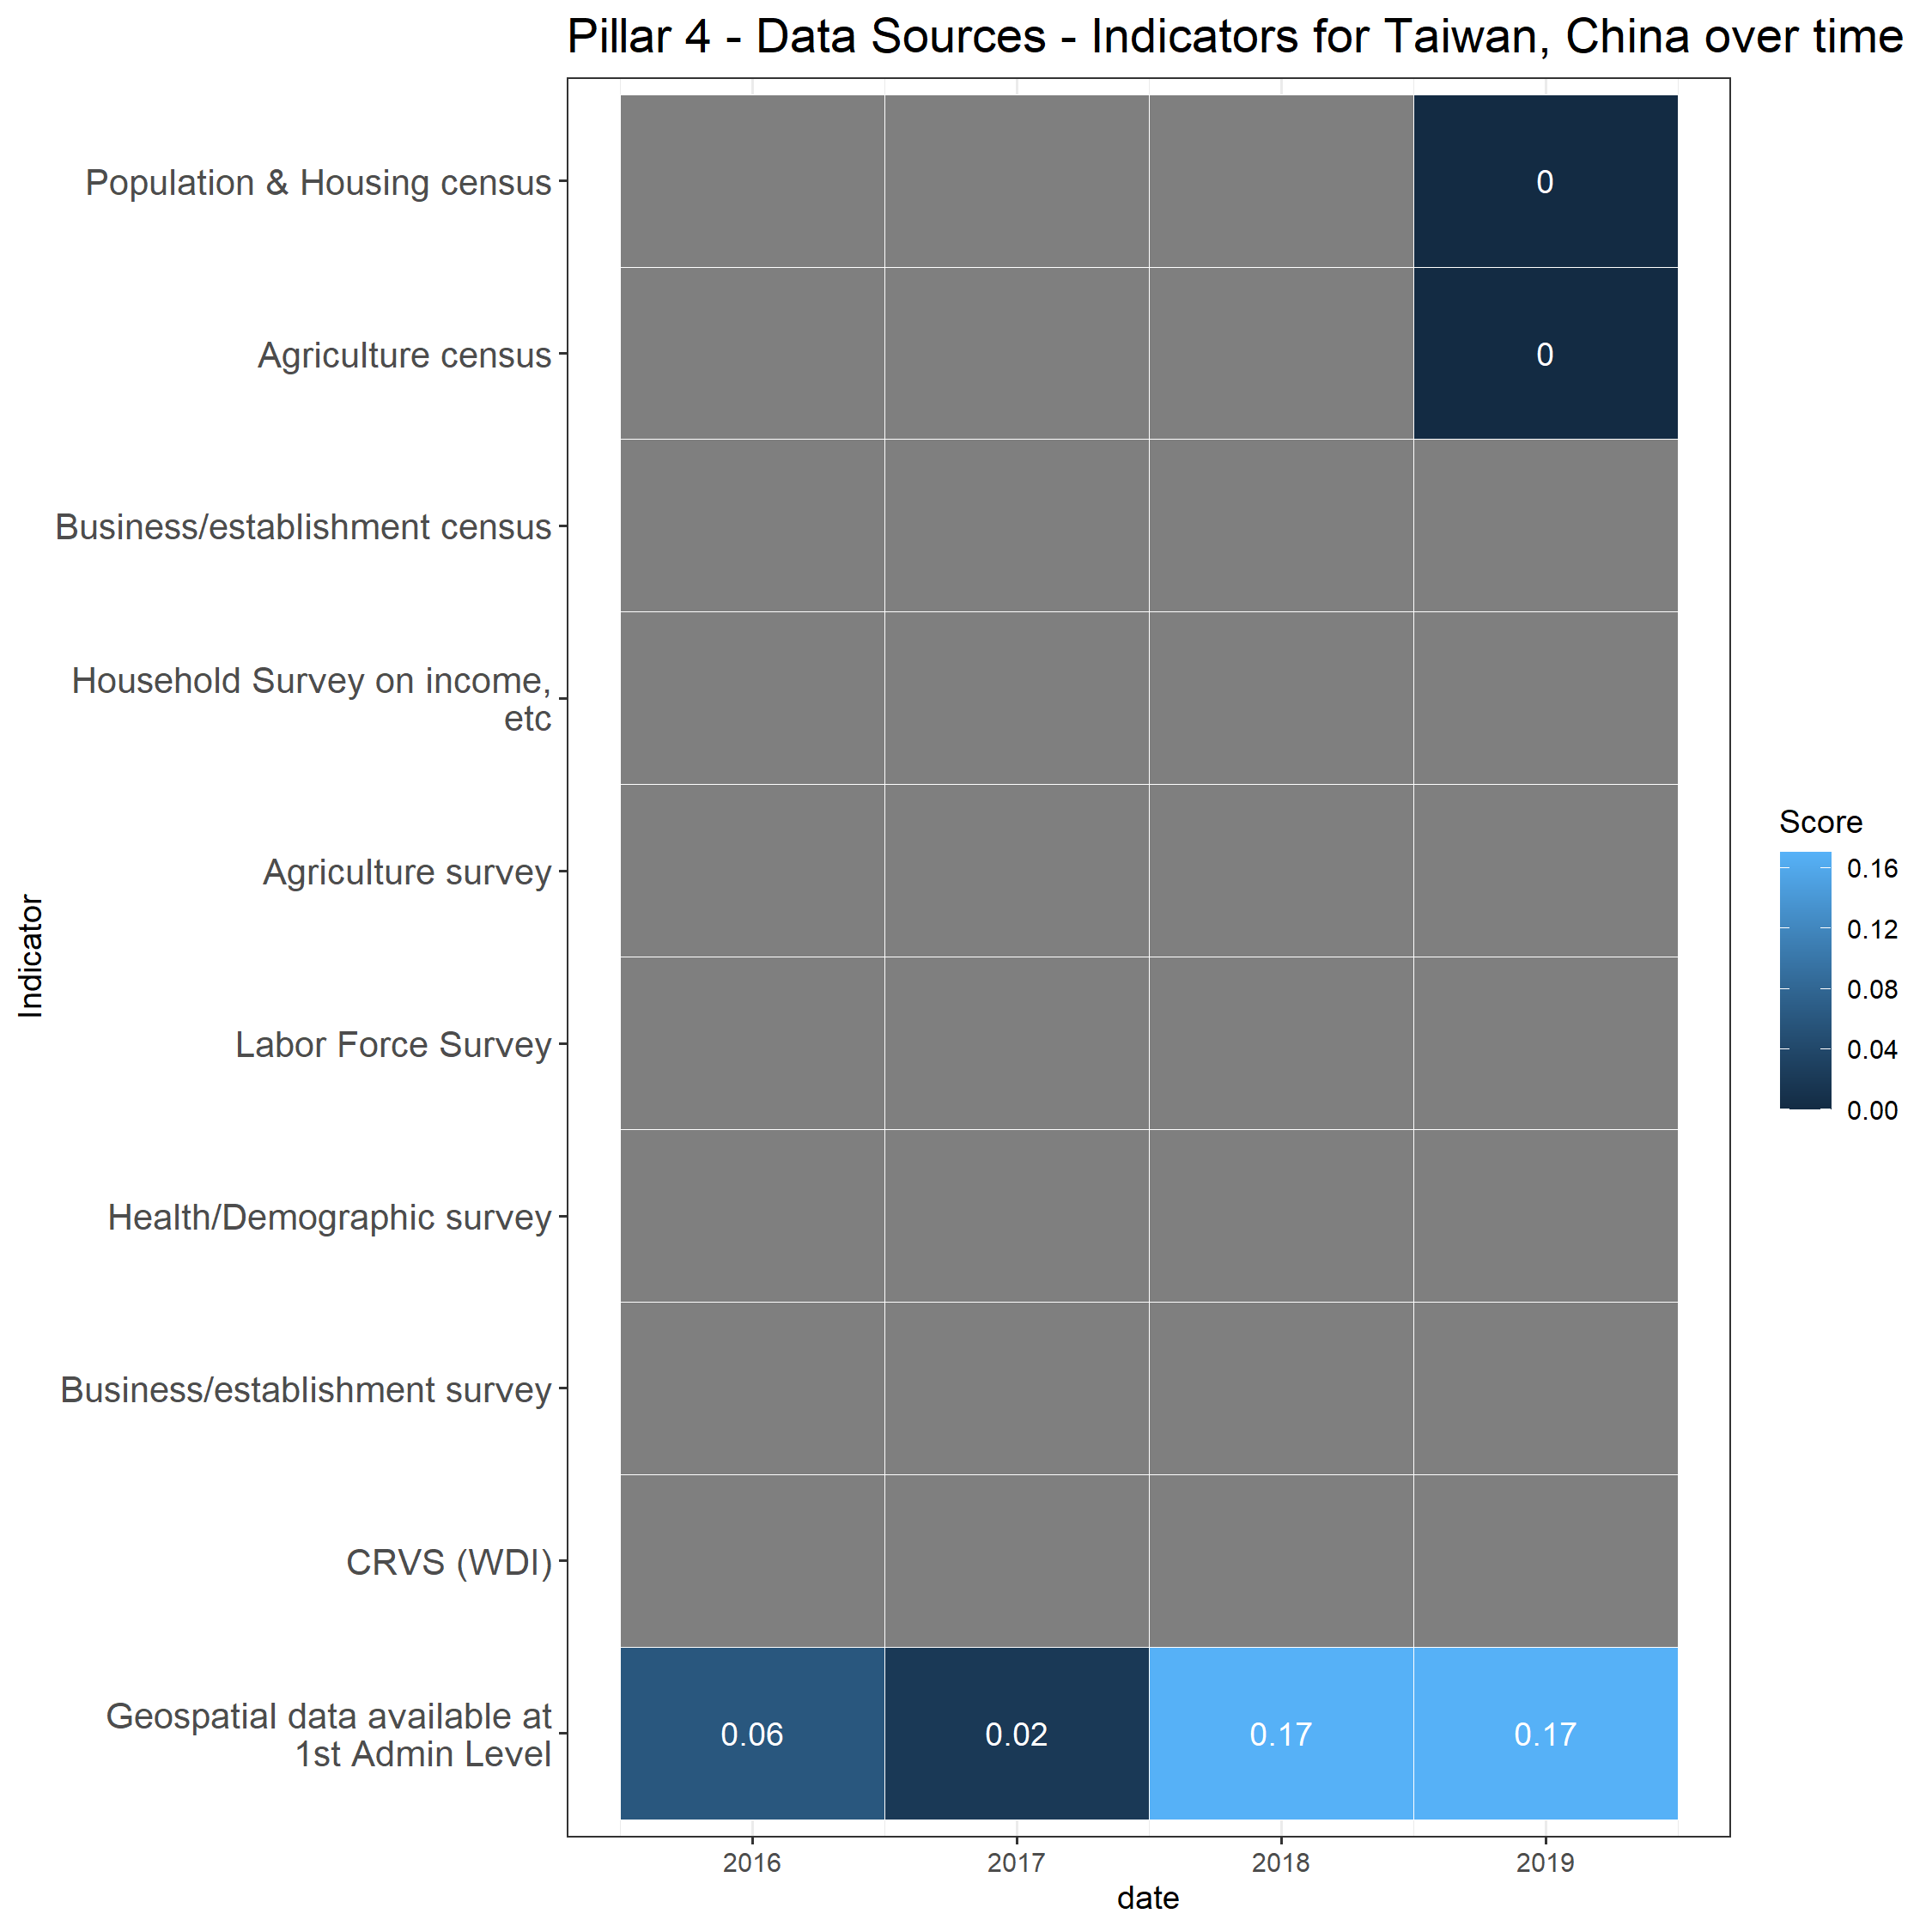 Pillar 4 - Data Sources - Indicators for Taiwan, China over time
Indicator
Population & Housing census
0
Agriculture census
0
Business/establishment census
Household Survey on income,
etc
Agriculture survey
Labor Force Survey
Health/Demographic survey
Business/establishment survey
CRVS (WDI)
Geospatial data available at
1st Admin Level
0.06 0.02 0.17 0.17
2016 2017 2018 2019
date
Score
0.16
0.12
0.08
0.04
0.00